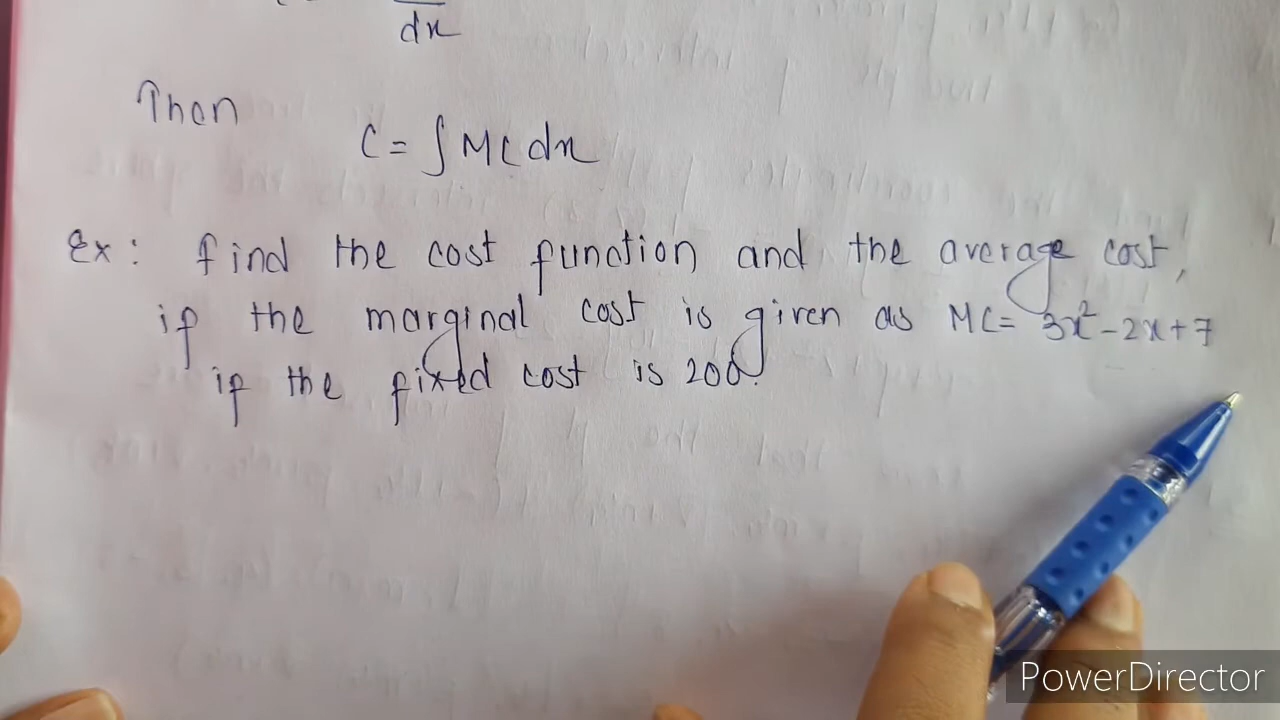 dx
Then
C = ∫ MC dx
Ex: find the cost function and the average cost,
if the marginal cost is given as MC= 3x² - 2x + 7
if the fixed cost is 200.
PowerDirector